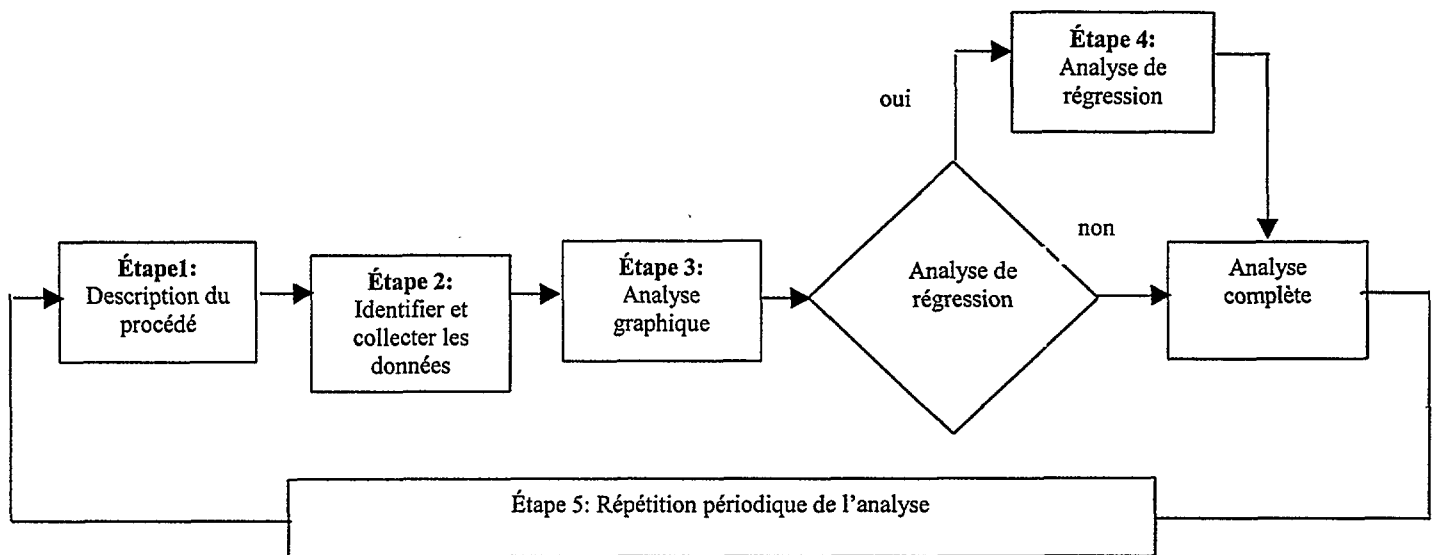 Étape1:
Description du
procédé
Étape 2:
Identifier et
collecter les
données
Étape 3:
Analyse
graphique
Analyse de
régression
oui
non
Étape 4:
Analyse de
régression
Analyse
complète
Étape 5: Répétition périodique de l'analyse